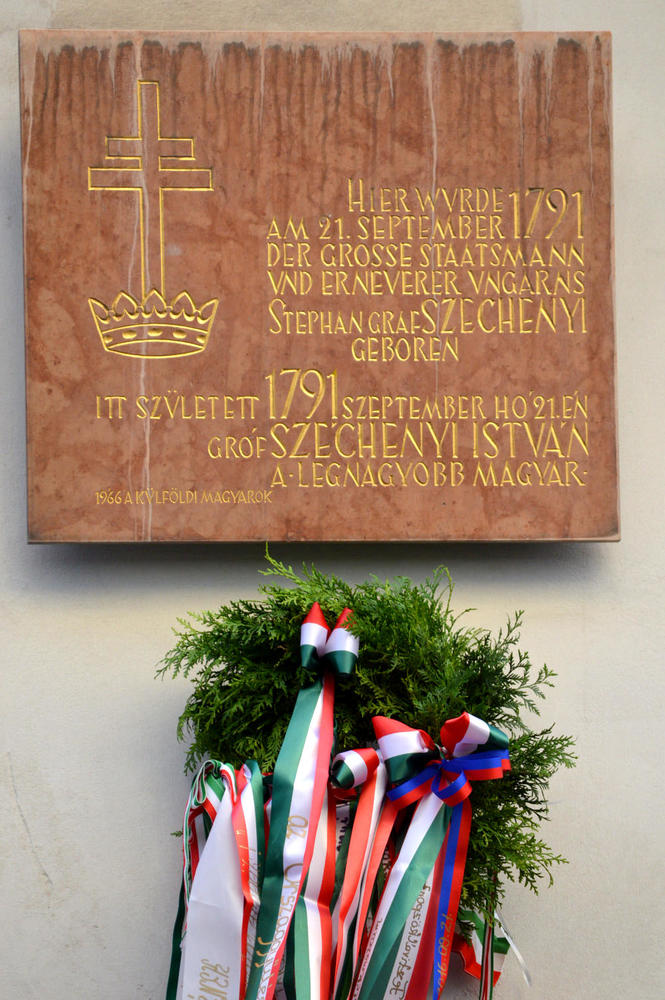 HIER WVRDE 1791
AM 21. SEPTEMBER
DER GROSSE STAATSMANN
VND ERNEVERER VNGARNS
STEPHAN GRAF SZÉCHENYI
GEBOREN
ITT SZVLETETT 1791 SZEPTEMBER HÓ 21.ÉN
GRÓF SZÉCHENYI ISTVÁN
A·LEGNAGYOBB MAGYAR·
1966 A KÜLFÖLDI MAGYAROK